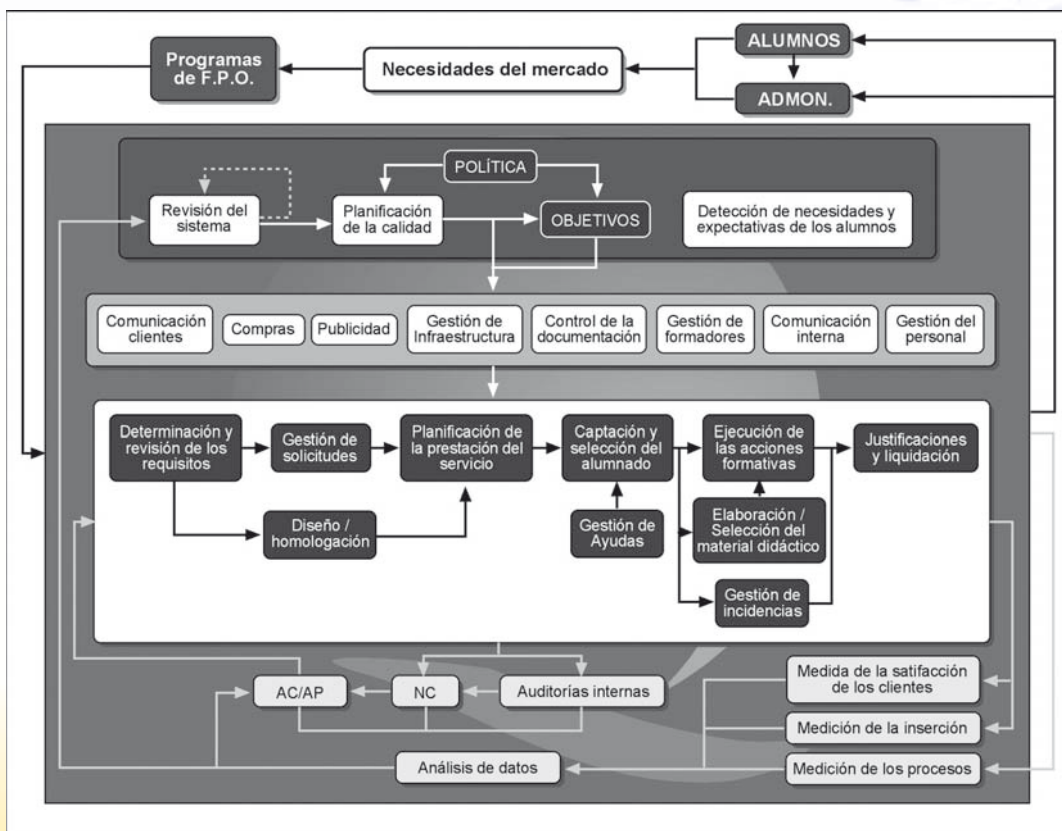 Programas
de F.P.O.
Necesidades del mercado
ALUMNOS
ADMON.
POLÍTICA
Revisión del
sistema
Planificación
de la calidad
OBJETIVOS
Detección de necesidades y
expectativas de los alumnos
Comunicación
clientes
Compras
Publicidad
Gestión de
Infraestructura
Control de la
documentación
Gestión de
formadores
Comunicación
interna
Gestión del
personal
Determinación y
revisión de los
requisitos
Gestión de
solicitudes
Planificación de
la prestación del
servicio
Captación y
selección del
alumnado
Ejecución de
las acciones
formativas
Justificaciones
y liquidación
Diseño /
homologación
Gestión de
Ayudas
Elaboración /
Selección del
material didáctico
Gestión de
incidencias
AC/AP
NC
Auditorías internas
Medida de la satifacción
de los clientes
Medición de la inserción
Análisis de datos
Medición de los procesos